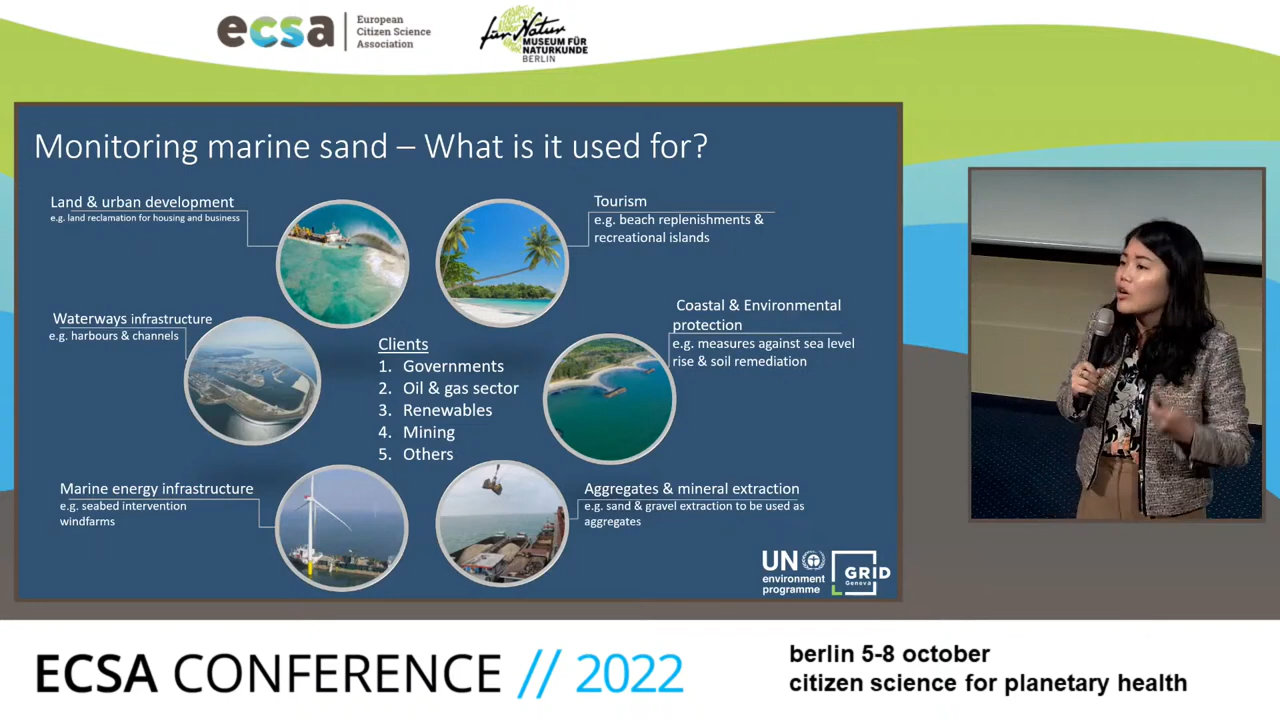 ecsa
European
Citizen Science
Association
für Natur
MUSEUM FÜR
NATURKUNDE
BERLIN
Monitoring marine sand – What is it used for?
Land & urban development
e.g. land reclamation for housing and business
Tourism
e.g. beach replenishments &
recreational islands
Waterways infrastructure
e.g. harbours & channels
Clients
1. Governments
2. Oil & gas sector
3. Renewables
4. Mining
5. Others
Coastal & Environmental
protection
e.g. measures against sea level
rise & soil remediation
Marine energy infrastructure
e.g. seabed intervention
windfarms
Aggregates & mineral extraction
e.g. sand & gravel extraction to be used as
aggregates
UN
environment
programme
GRID
Geneva
ECSA CONFERENCE // 2022
berlin 5-8 october
citizen science for planetary health